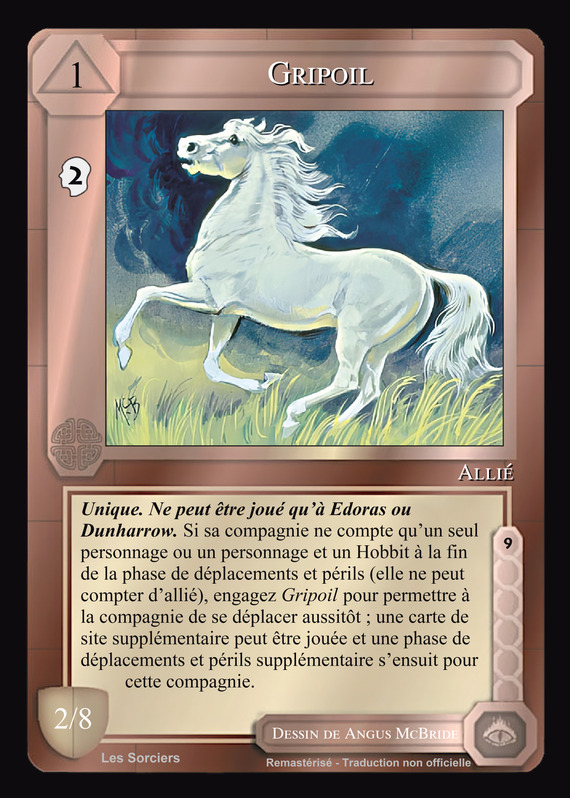 1
Gripoil
2
McB
Allié
Unique. Ne peut être joué qu'à Edoras ou
Dunharrow. Si sa compagnie ne compte qu'un seul
personnage ou un personnage et un Hobbit à la fin
de la phase de déplacements et périls (elle ne peut
compter d'allié), engagez Gripoil pour permettre à
la compagnie de se déplacer aussitôt ; une carte de
site supplémentaire peut être jouée et une phase de
déplacements et périls supplémentaire s'ensuit pour
cette compagnie.
9
2/8
Dessin de Angus McBride
Les Sorciers
Remastérisé - Traduction non officielle